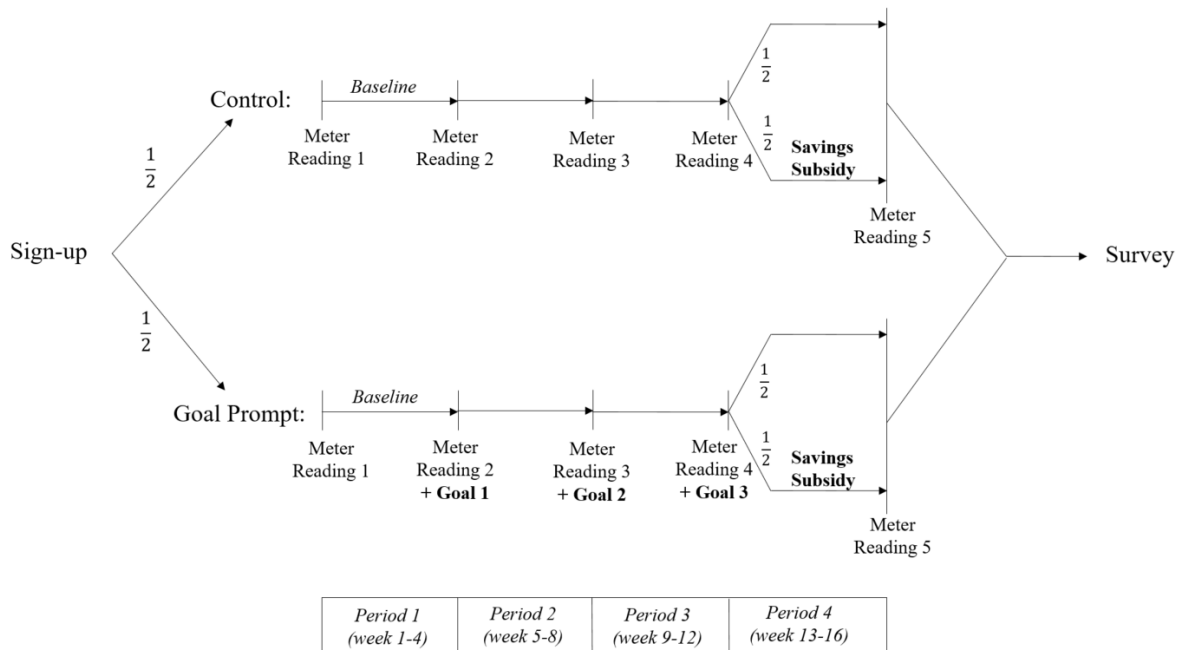 1
2
Control:
Baseline
Meter
Reading 1
Meter
Reading 2
Meter
Reading 3
Meter
Reading 4
1
2
1
2
Savings
Subsidy
Meter
Reading 5
Sign-up
Survey
1
2
Goal Prompt:
Baseline
Meter
Reading 1
Meter
Reading 2
+ Goal 1
Meter
Reading 3
+ Goal 2
Meter
Reading 4
+ Goal 3
1
2
1
2
Savings
Subsidy
Meter
Reading 5
Period 1
(week 1-4)
Period 2
(week 5-8)
Period 3
(week 9-12)
Period 4
(week 13-16)